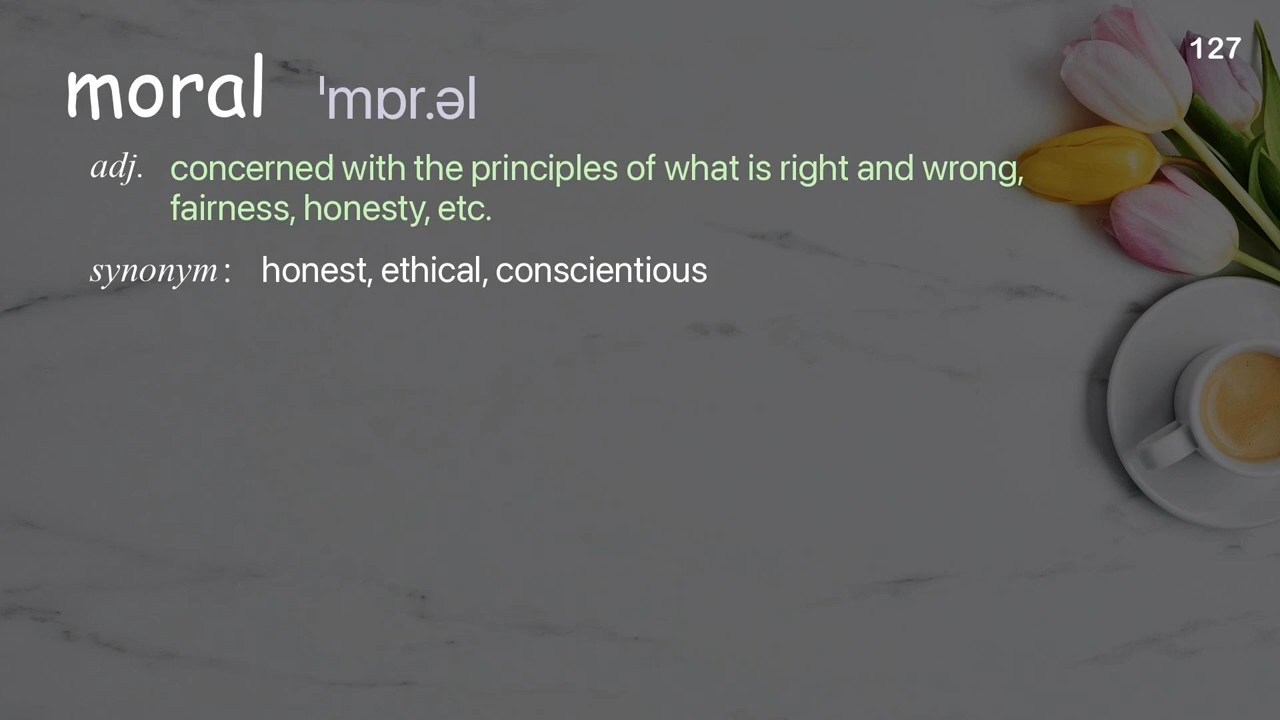 127
moral ˈmɒr.əl
adj. concerned with the principles of what is right and wrong,
fairness, honesty, etc.
synonym: honest, ethical, conscientious